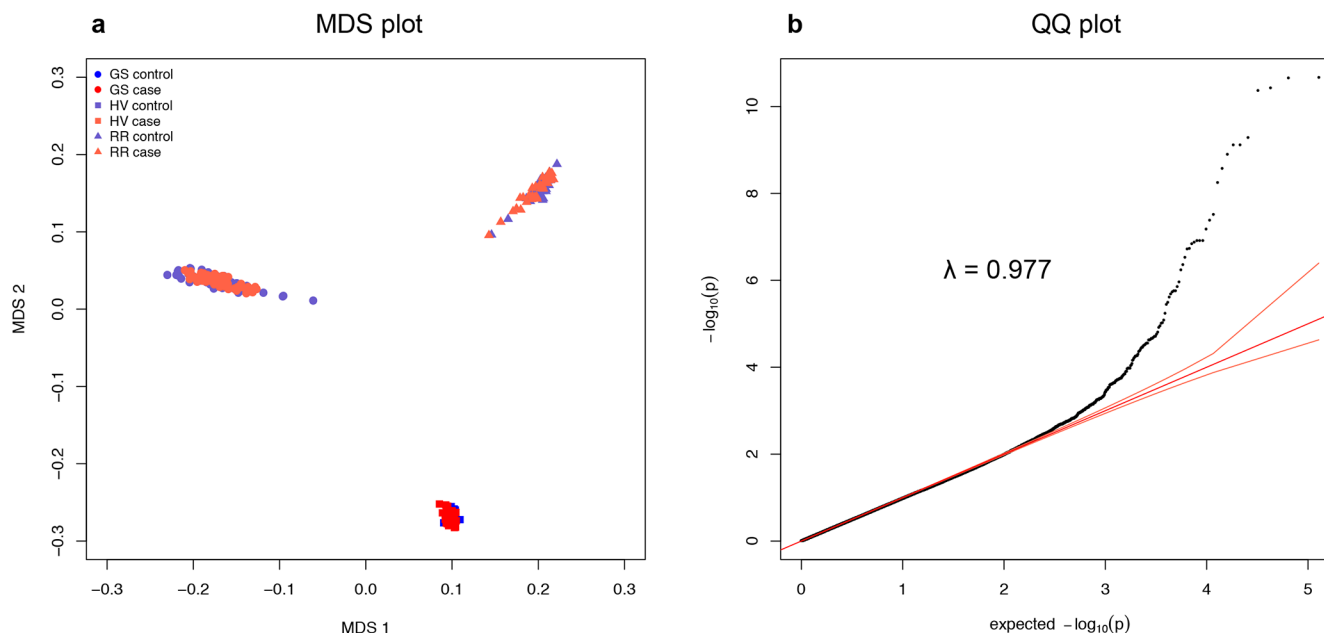 a MDS plot
GS control
GS case
HV control
HV case
RR control
RR case
MDS 2
0.3
0.2
0.1
0.0
−0.1
−0.2
−0.3
−0.3 −0.2 −0.1 0.0 0.1 0.2 0.3
MDS 1
b QQ plot
λ = 0.977
−log10(p)
10
8
6
4
2
0
0 1 2 3 4 5
expected −log10(p)